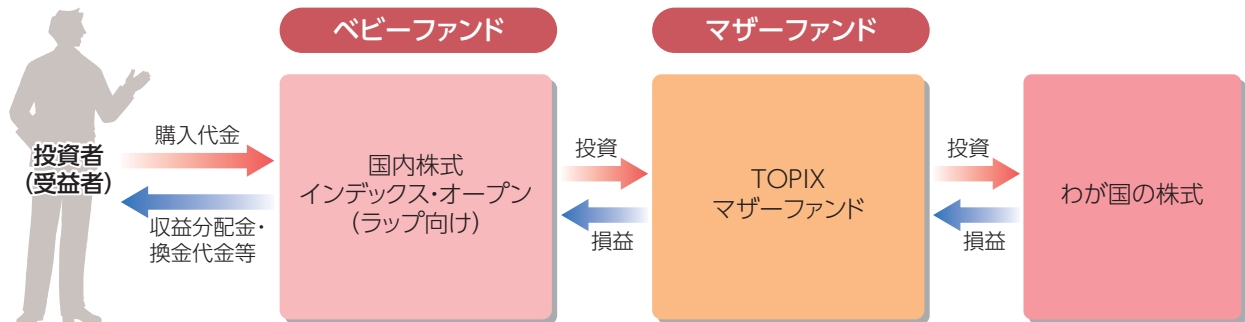 ベビーファンド
マザーファンド
投資者
(受益者)
購入代金
収益分配金・
換金代金等
国内株式
インデックス・オープン
(ラップ向け)
投資
損益
TOPIX
マザーファンド
投資
損益
わが国の株式